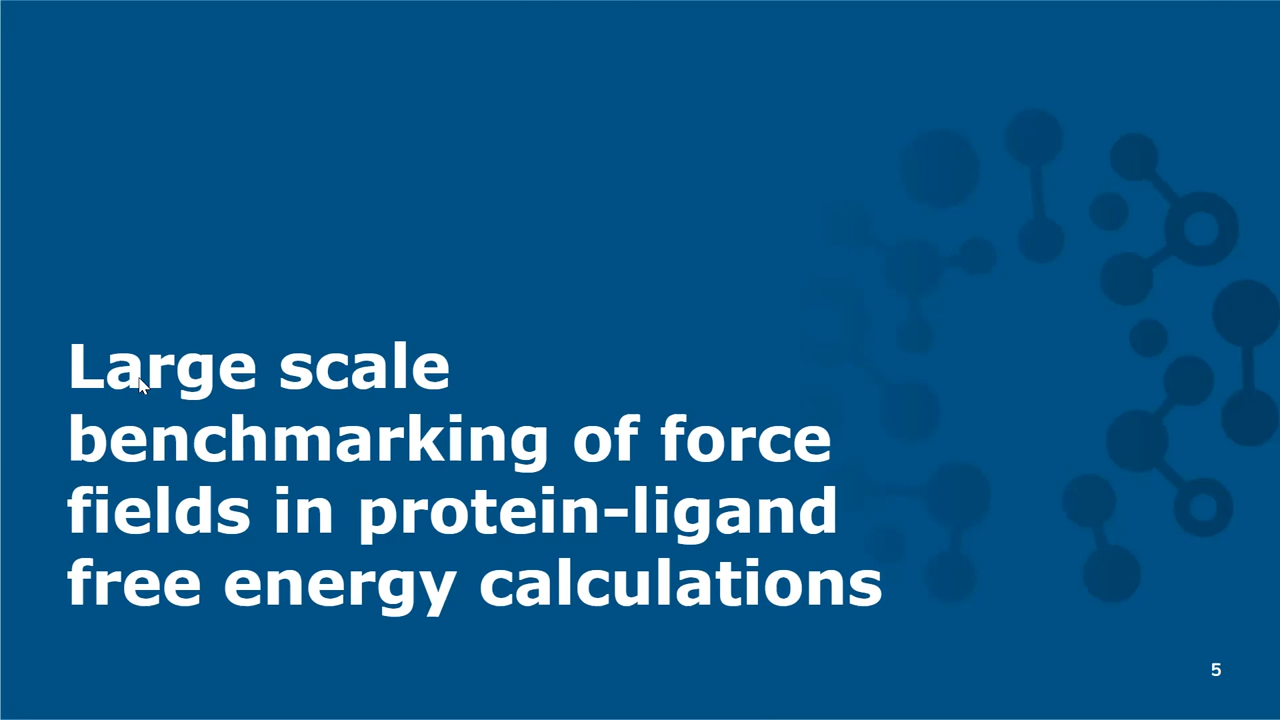 Large scale
benchmarking of force
fields in protein-ligand
free energy calculations
5